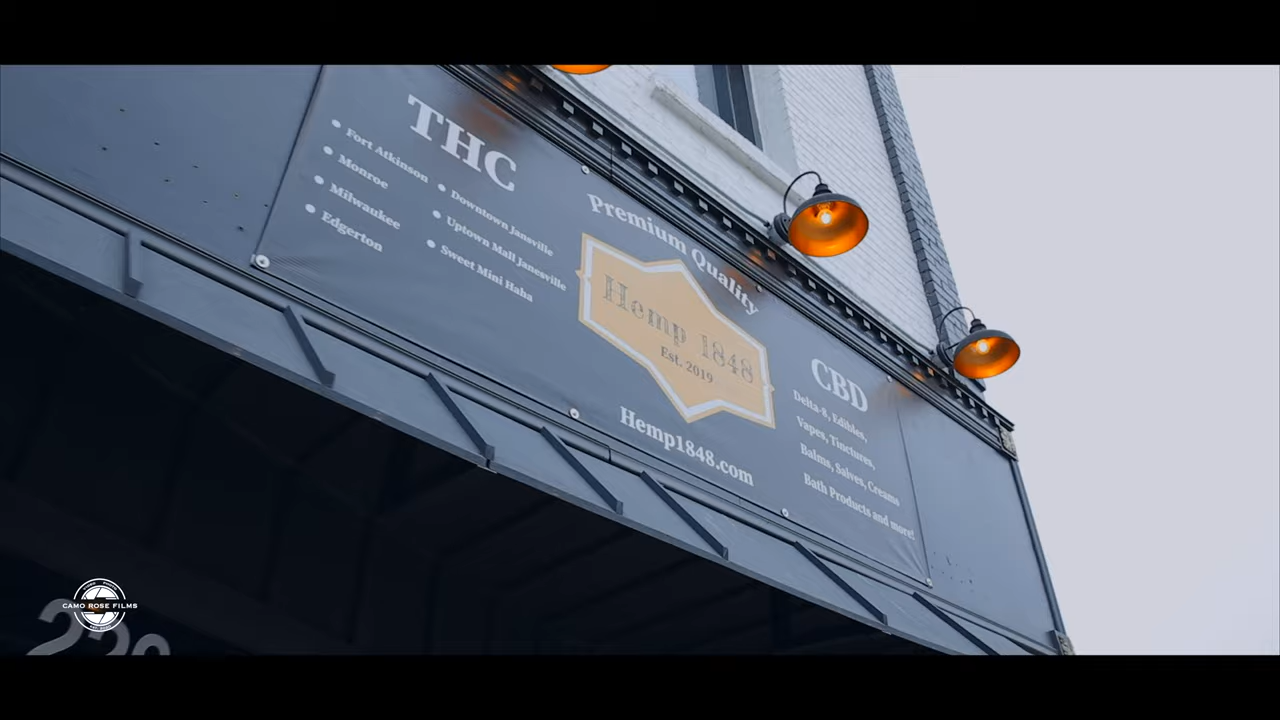 THC
• Fort Atkinson
• Monroe
• Milwaukee
• Edgerton
• Downtown Jansville
• Uptown Mall Janesville
• Sweet Mini Haha
Premium Quality
Hemp 1848
Est. 2019
Hemp1848.com
CBD
Delta-8, Edibles,
Vapes, Tinctures,
Balms, Salves, Creams
Bath Products and more!
CAMO ROSE FILMS